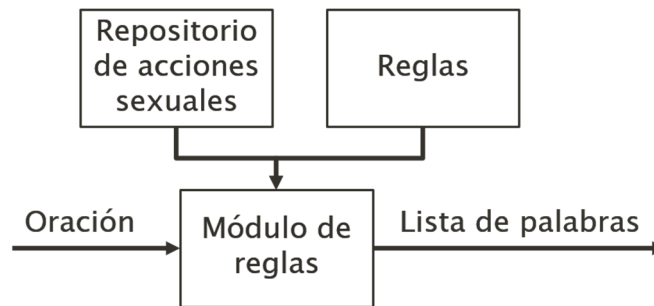 Repositorio
de acciones
sexuales
Reglas
Oración
Módulo de
reglas
Lista de palabras